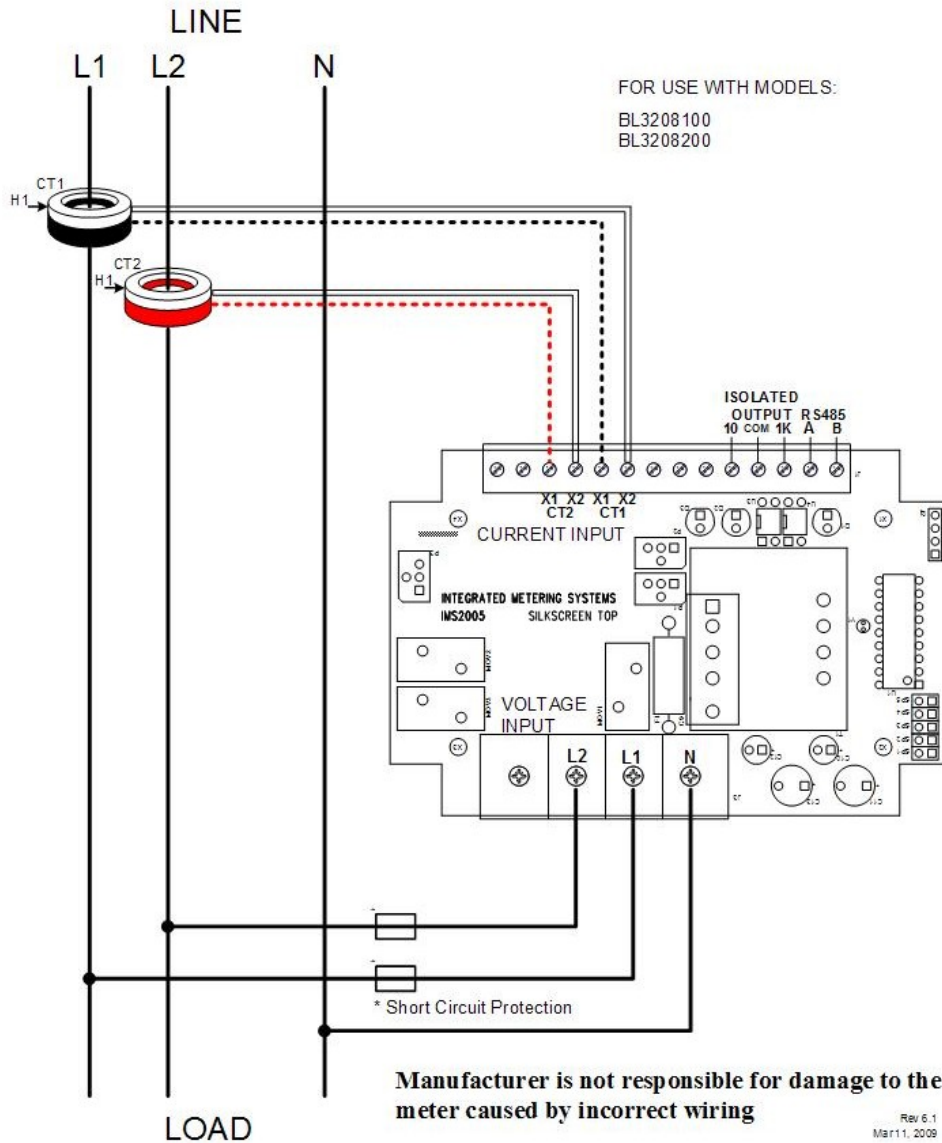 LINE
L1 L2 N
FOR USE WITH MODELS:
BL3208100
BL3208200
CT1
H1
CT2
H1
ISOLATED
OUTPUT RS485
10 COM 1K A B
X1 X2 X1 X2
CT2 CT1
CURRENT INPUT
INTEGRATED METERING SYSTEMS
IMS2005 SILKSCREEN TOP
VOLTAGE
INPUT
L2 L1 N
* Short Circuit Protection
Manufacturer is not responsible for damage to the
meter caused by incorrect wiring
Rev 6.1
Mar 11, 2009
LOAD